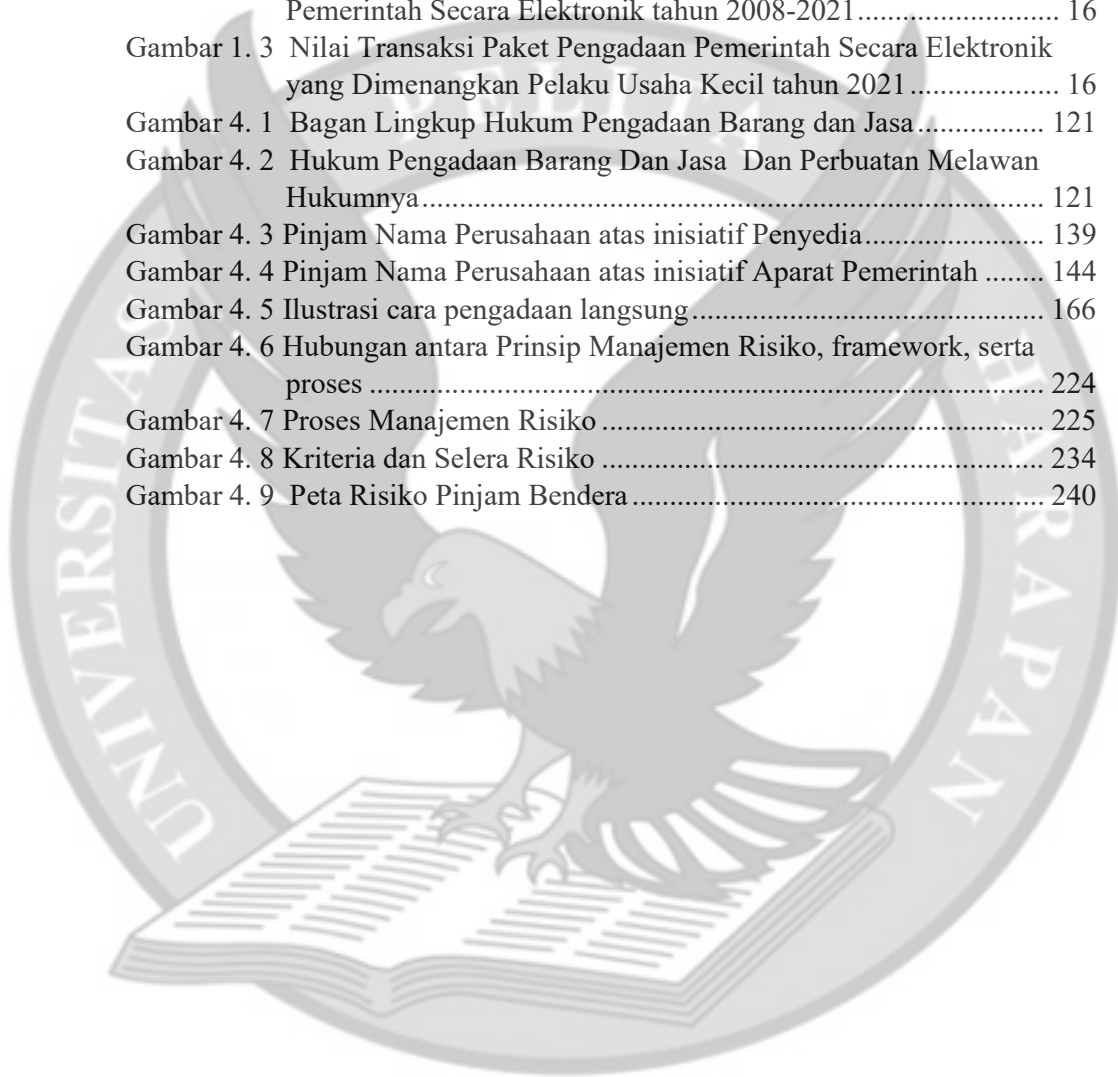 Pemerintah Secara Elektronik tahun 2008-2021............................ 16
Gambar 1. 3  Nilai Transaksi Paket Pengadaan Pemerintah Secara Elektronik
yang Dimenangkan Pelaku Usaha Kecil tahun 2021.................... 16
Gambar 4. 1  Bagan Lingkup Hukum Pengadaan Barang dan Jasa................. 121
Gambar 4. 2  Hukum Pengadaan Barang Dan Jasa  Dan Perbuatan Melawan
Hukumnya.................................................................................... 121
Gambar 4. 3 Pinjam Nama Perusahaan atas inisiatif Penyedia........................ 139
Gambar 4. 4 Pinjam Nama Perusahaan atas inisiatif Aparat Pemerintah ........ 144
Gambar 4. 5 Ilustrasi cara pengadaan langsung................................................ 166
Gambar 4. 6 Hubungan antara Prinsip Manajemen Risiko, framework, serta
proses ........................................................................................... 224
Gambar 4. 7 Proses Manajemen Risiko ........................................................... 225
Gambar 4. 8 Kriteria dan Selera Risiko ........................................................... 234
Gambar 4. 9  Peta Risiko Pinjam Bendera........................................................ 240
UNIVERSITAS PELITA HARAPAN